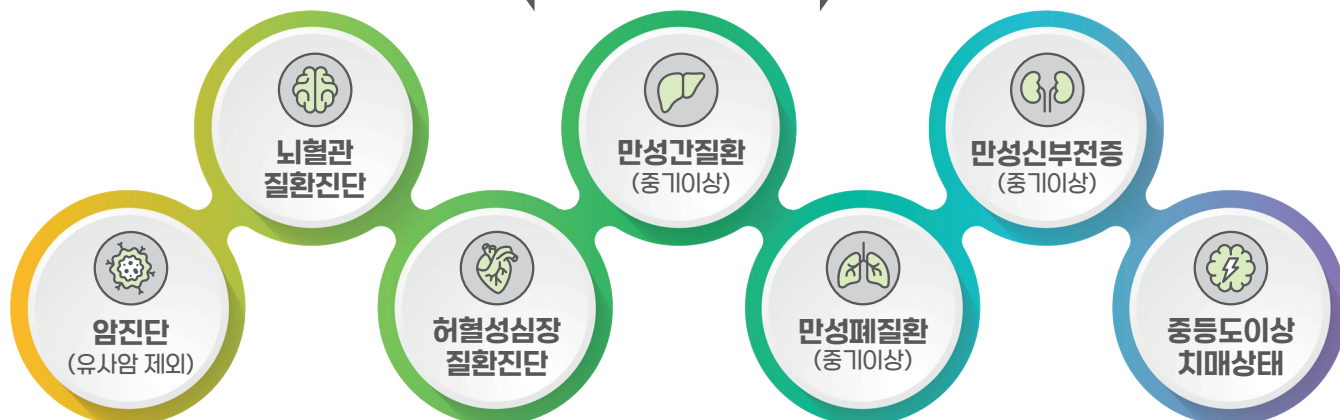 암진단
(유사암 제외)
뇌혈관
질환진단
허혈성심장
질환진단
만성간질환
(중기이상)
만성폐질환
(중기이상)
만성신부전증
(중기이상)
중등도이상
치매상태